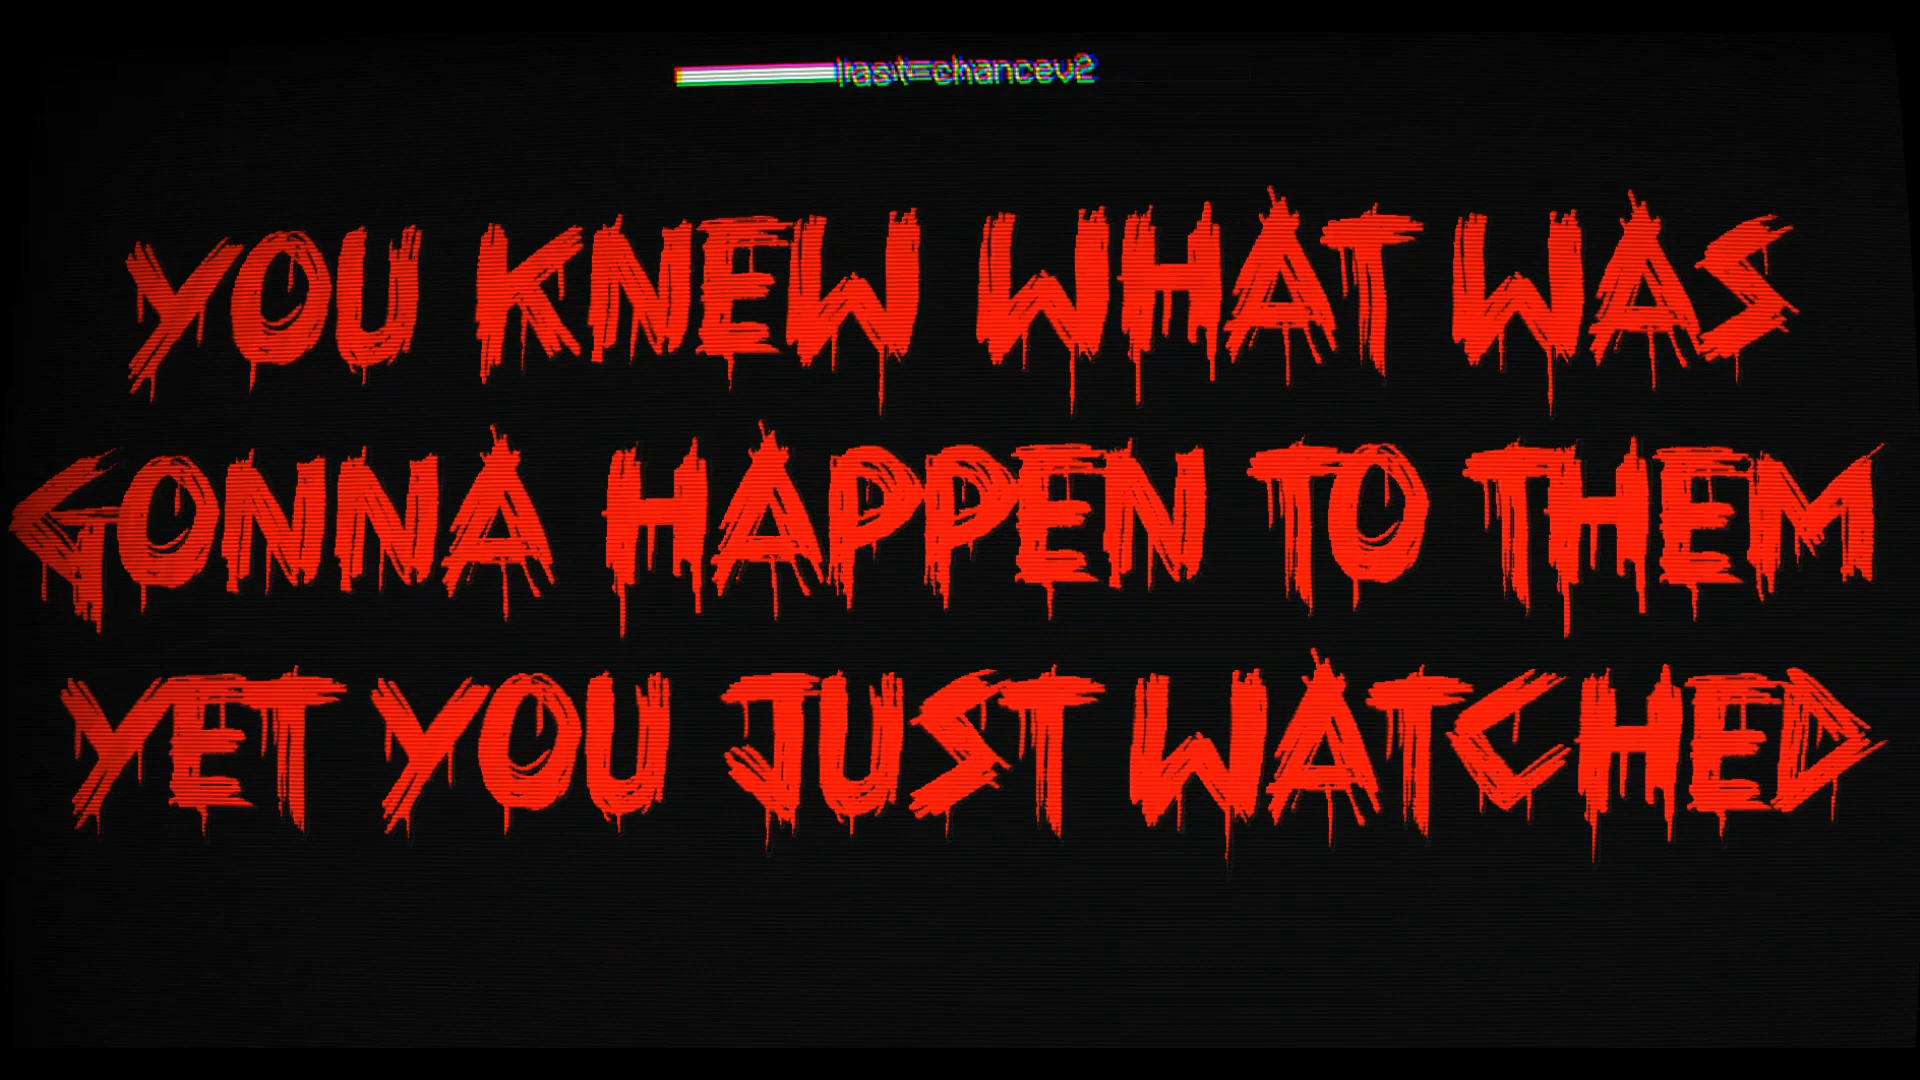 last-chancev2
YOU KNEW WHAT WAS
GONNA HAPPEN TO THEM
YET YOU JUST WATCHED